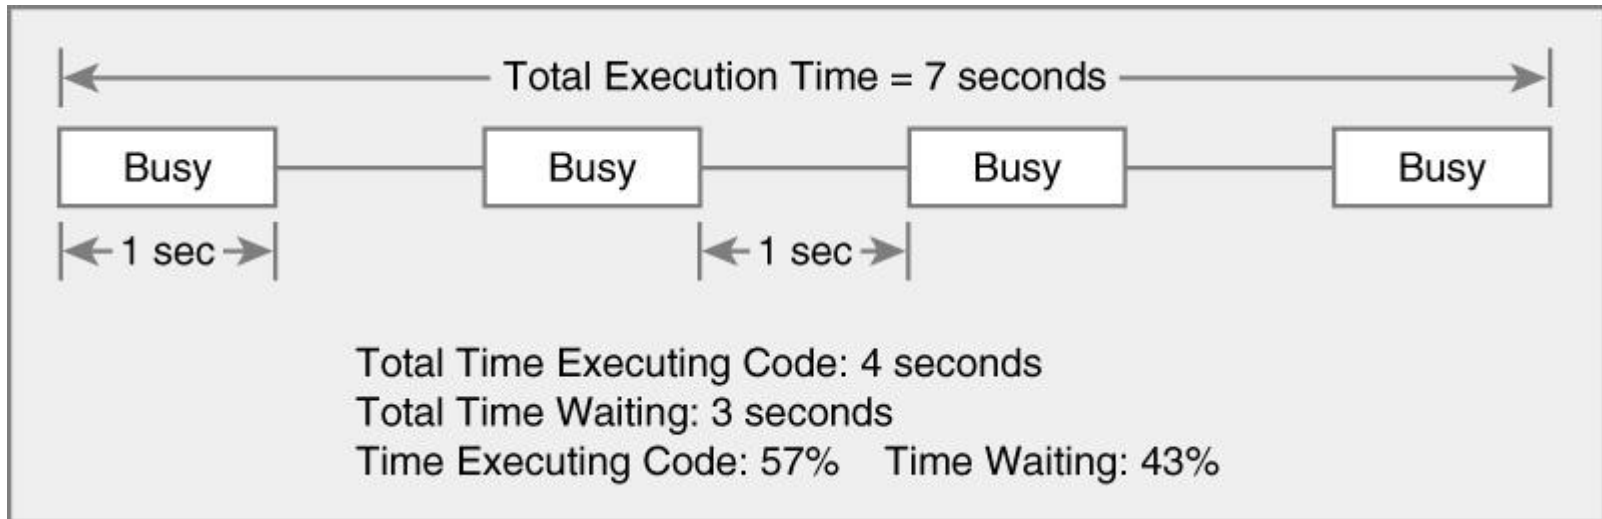 Total Execution Time = 7 seconds
Busy Busy Busy Busy
1 sec 1 sec
Total Time Executing Code: 4 seconds
Total Time Waiting: 3 seconds
Time Executing Code: 57% Time Waiting: 43%